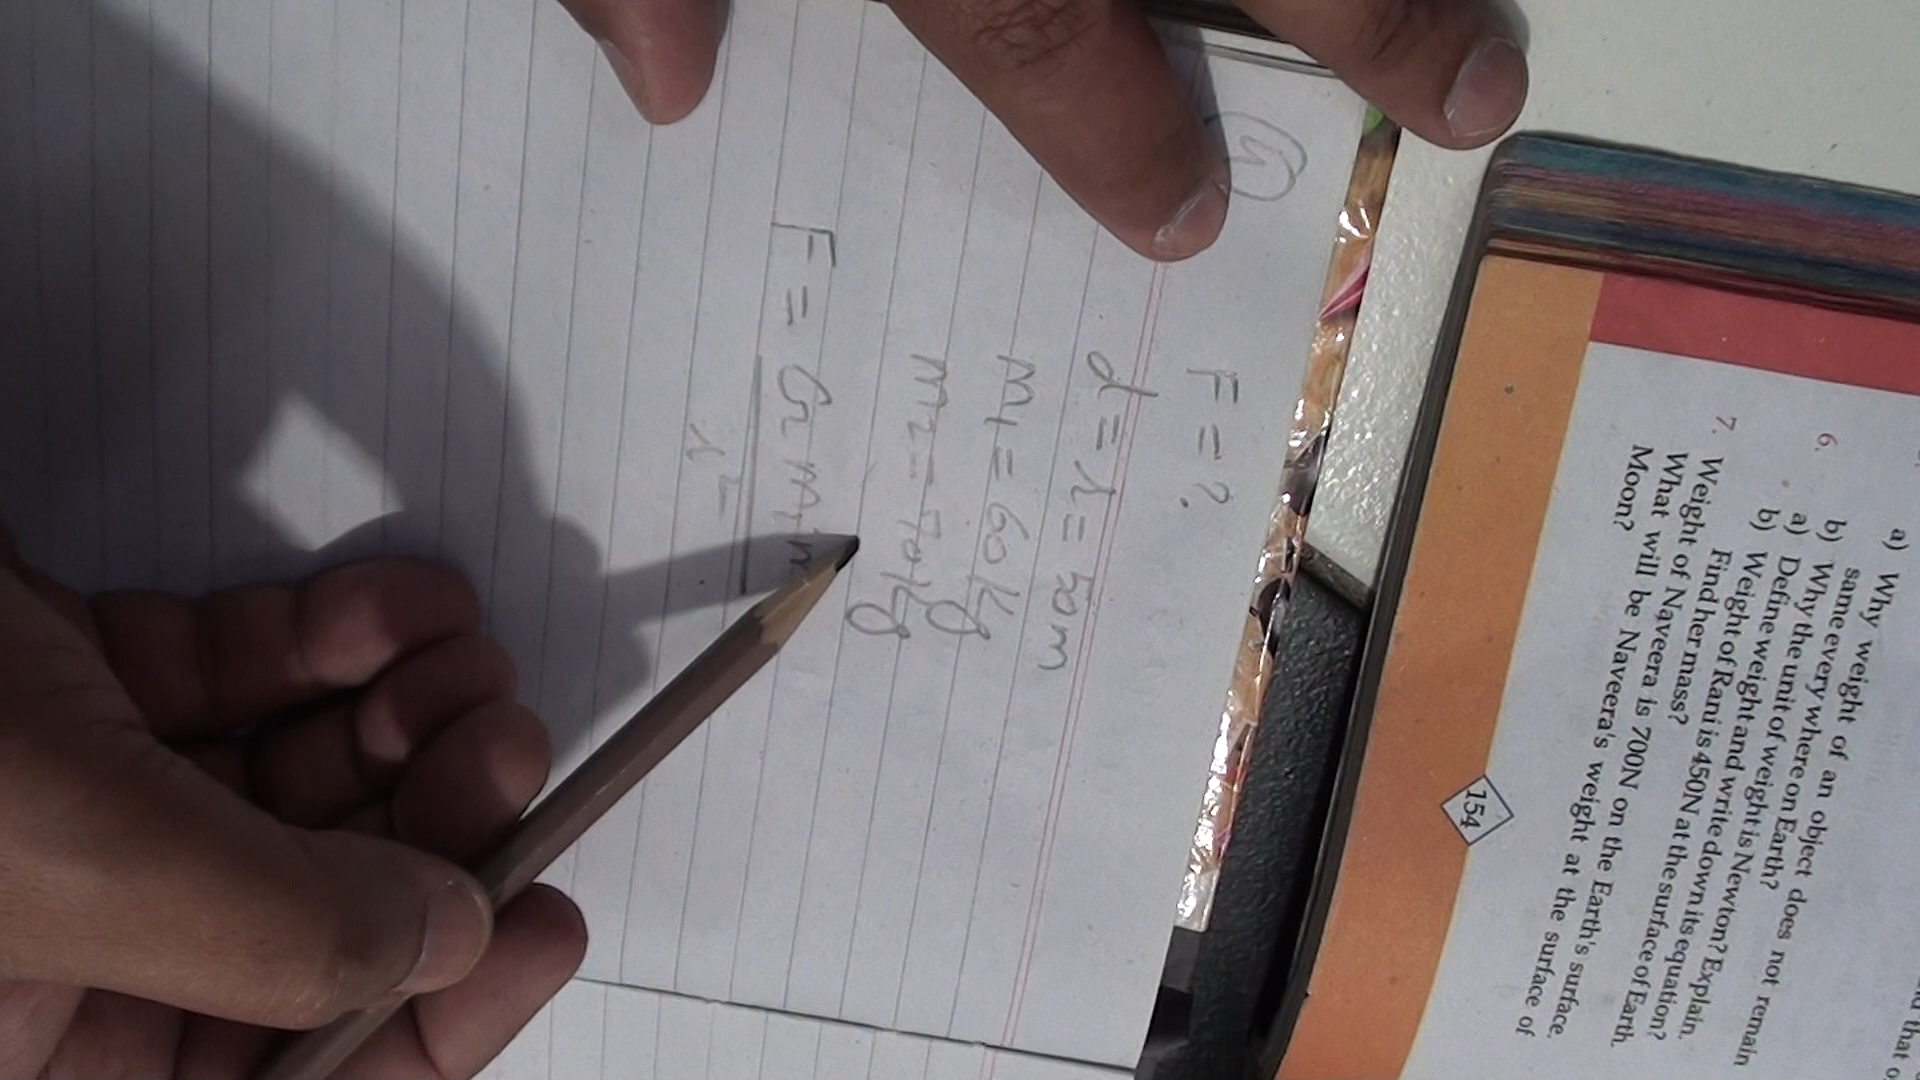 F = ?
d = r = 50m
m1 = 60kg
m2 = 70kg
F = G m1 m
r2
a) Why weight of an object does not remain
same every where on Earth?
b) Why the unit of weight is Newton? Explain.
6. a) Define weight and write down its equation?
b) Weight of Rani is 450N at the surface of Earth.
Find her mass?
7. Weight of Naveera is 700N on the Earth's surface.
What will be Naveera's weight at the surface of
Moon?
154